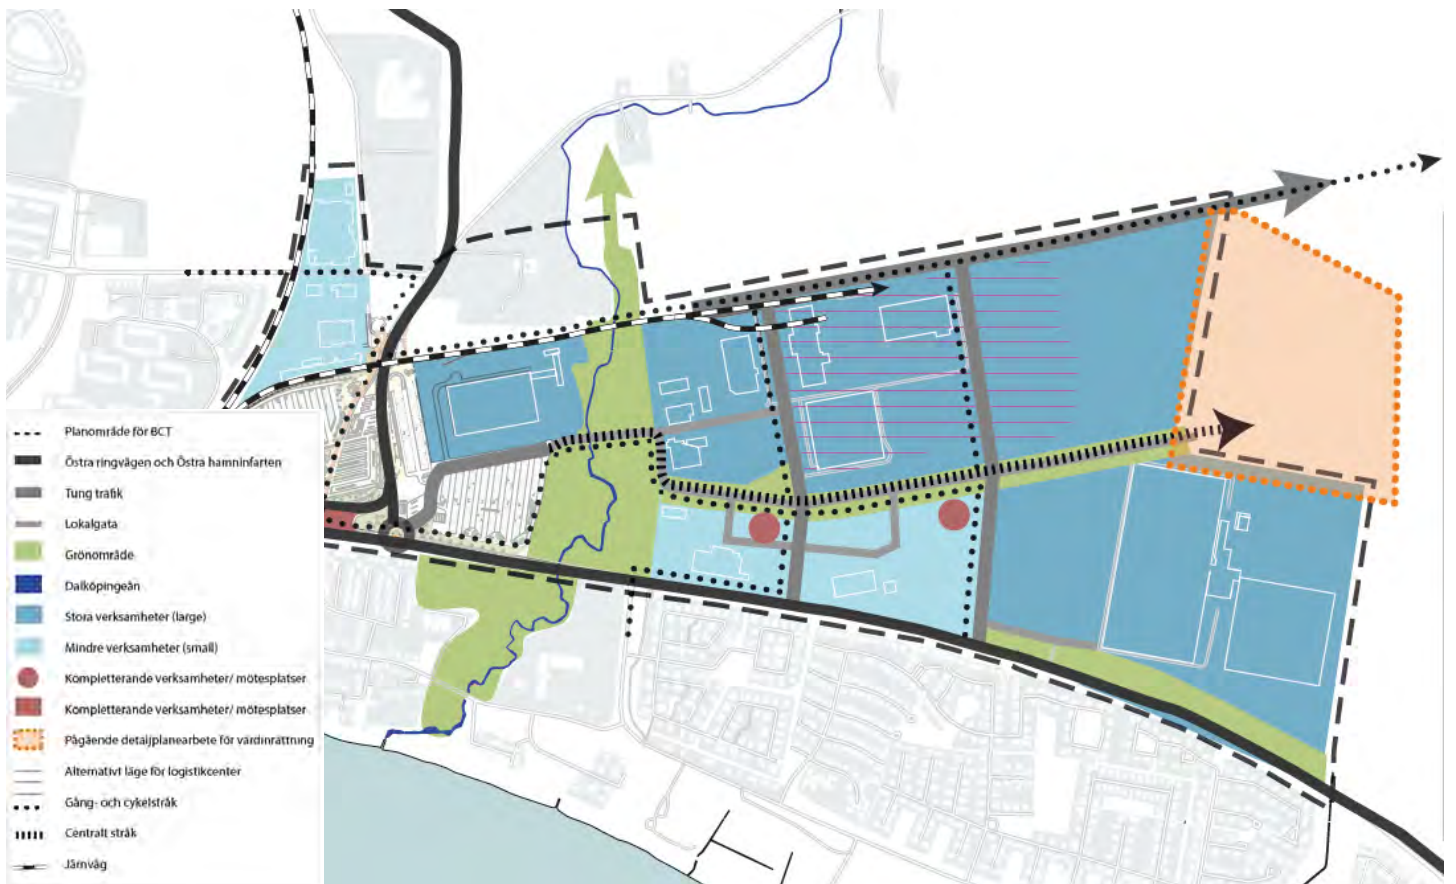 Planområde för BCT
Östra ringvägen och Östra hamninfarten
Tung trafik
Lokalgata
Grönområde
Dalköpingeån
Stora verksamheter (large)
Mindre verksamheter (small)
Kompletterande verksamheter/ mötesplatser
Kompletterande verksamheter/ mötesplatser
Pågående detaljplanearbete för vårdinrättning
Alternativt läge för logistikcenter
Gång- och cykelstråk
Centralt stråk
Järnväg